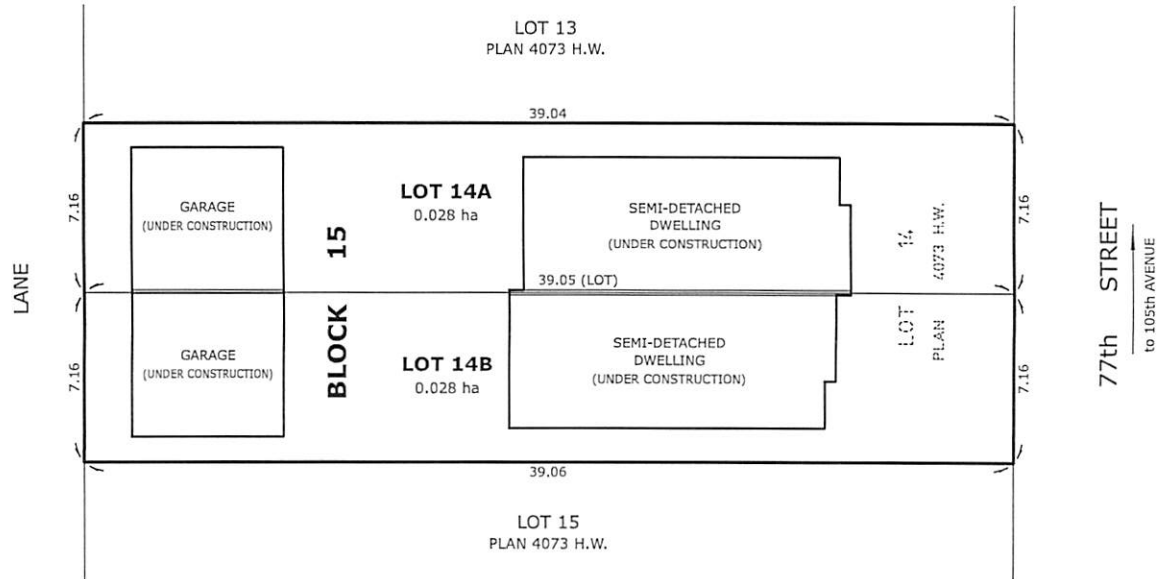 LOT 13
PLAN 4073 H.W.
39.04
7.16
GARAGE
(UNDER CONSTRUCTION)
LOT 14A
0.028 ha
SEMI-DETACHED
DWELLING
(UNDER CONSTRUCTION)
7.16
39.05 (LOT)
LANE
BLOCK 15
LOT 14
PLAN 4073 H.W.
77th STREET
to 105th AVENUE
7.16
GARAGE
(UNDER CONSTRUCTION)
LOT 14B
0.028 ha
SEMI-DETACHED
DWELLING
(UNDER CONSTRUCTION)
7.16
39.06
LOT 15
PLAN 4073 H.W.